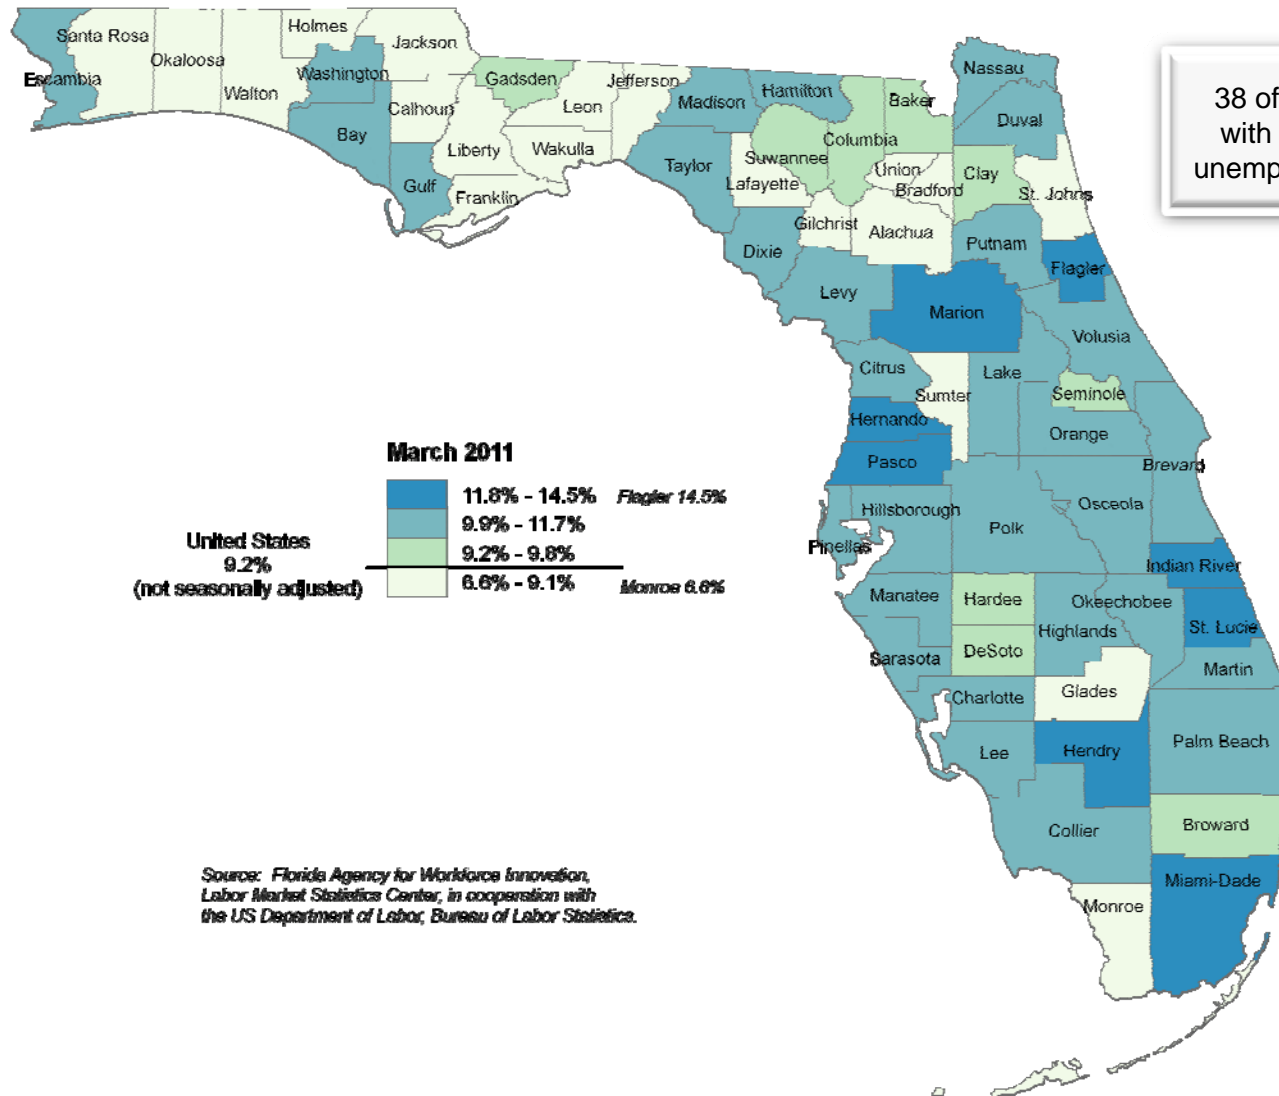 Holmes
Santa Rosa
Jackson
Okaloosa
Escambia
Washington
Walton
Gadsden
Jefferson
Calhoun
Leon
Bay
Liberty
Wakulla
Gulf
Franklin
Madison
Hamilton
Baker
Nassau
Duval
Columbia
Suwannee
Taylor
Lafayette
Union
Bradford
Clay
St. Johns
Gilchrist
Alachua
Dixie
Putnam
Flagler
Levy
Marion
Volusia
Citrus
Lake
Sumter
Seminole
Hernando
Orange
Pasco
Brevard
Hillsborough
Osceola
Polk
Pinellas
Indian River
Manatee
Hardee
Okeechobee
Highlands
St. Lucie
DeSoto
Sarasota
Martin
Charlotte
Glades
Lee
Hendry
Palm Beach
Collier
Broward
Miami-Dade
Monroe
38 of
with
unemp
March 2011
11.8% - 14.5% Flagler 14.5%
9.9% - 11.7%
9.2% - 9.8%
6.6% - 9.1% Monroe 6.6%
United States
9.2%
(not seasonally adjusted)
Source: Florida Agency for Workforce Innovation,
Labor Market Statistics Center, in cooperation with
the US Department of Labor, Bureau of Labor Statistics.